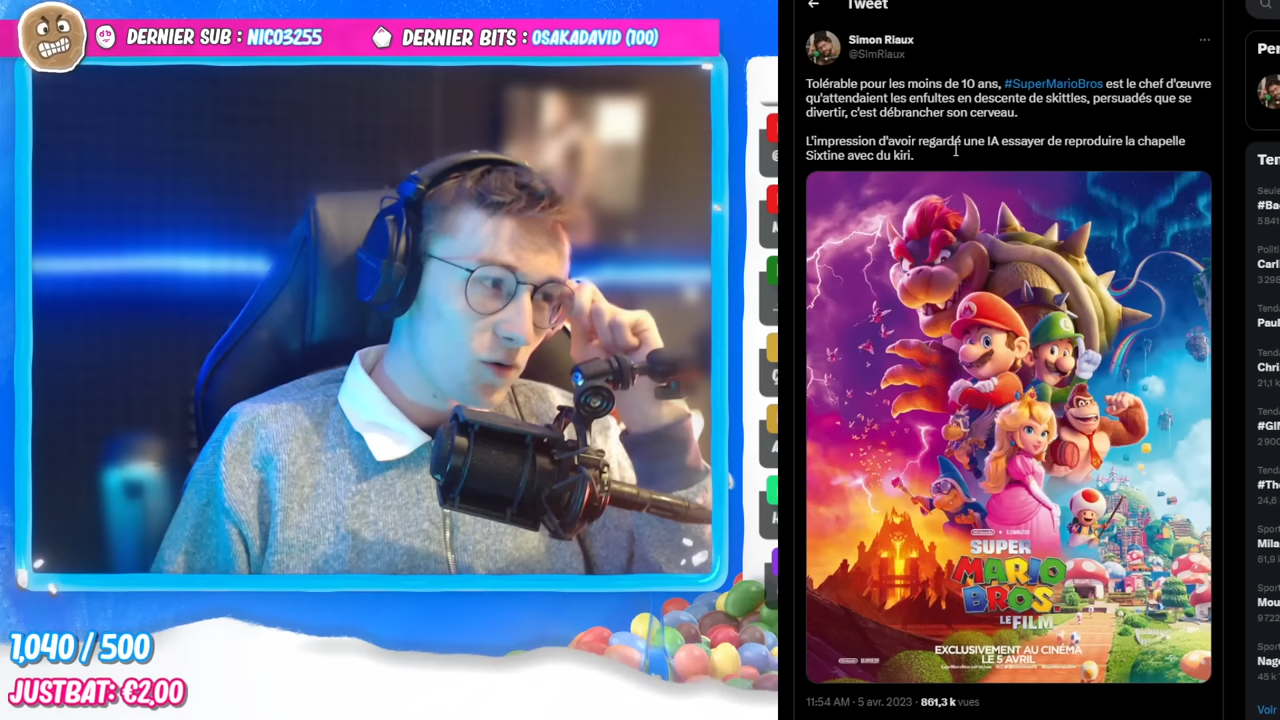 DERNIER SUB : NICO3255
DERNIER BITS : OSAKADAVID (100)
1,040 / 500
JUSTBAT: €2.00
Tweet
Simon Riaux
@SimRiaux
Tolérable pour les moins de 10 ans, #SuperMarioBros est le chef d'œuvre
qu'attendaient les enfultes en descente de skittles, persuadés que se
divertir, c'est débrancher son cerveau.
L'impression d'avoir regardé une IA essayer de reproduire la chapelle
Sixtine avec du kiri.
SUPER
MARIO
BROS.
LE FILM
EXCLUSIVEMENT AU CINÉMA
LE 5 AVRIL
11:54 AM · 5 avr. 2023 · 861,3 k vues
Voir